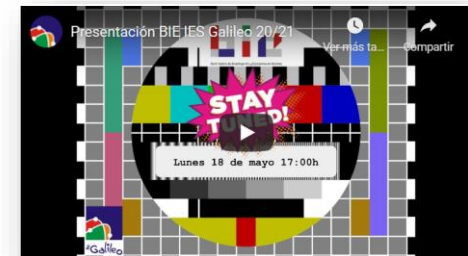 Presentación BIE IES Galileo 20/21
Ver más ta...
Compartir
BIE
STAY
TUNED!
Lunes 18 de mayo 17:00h
Galileo